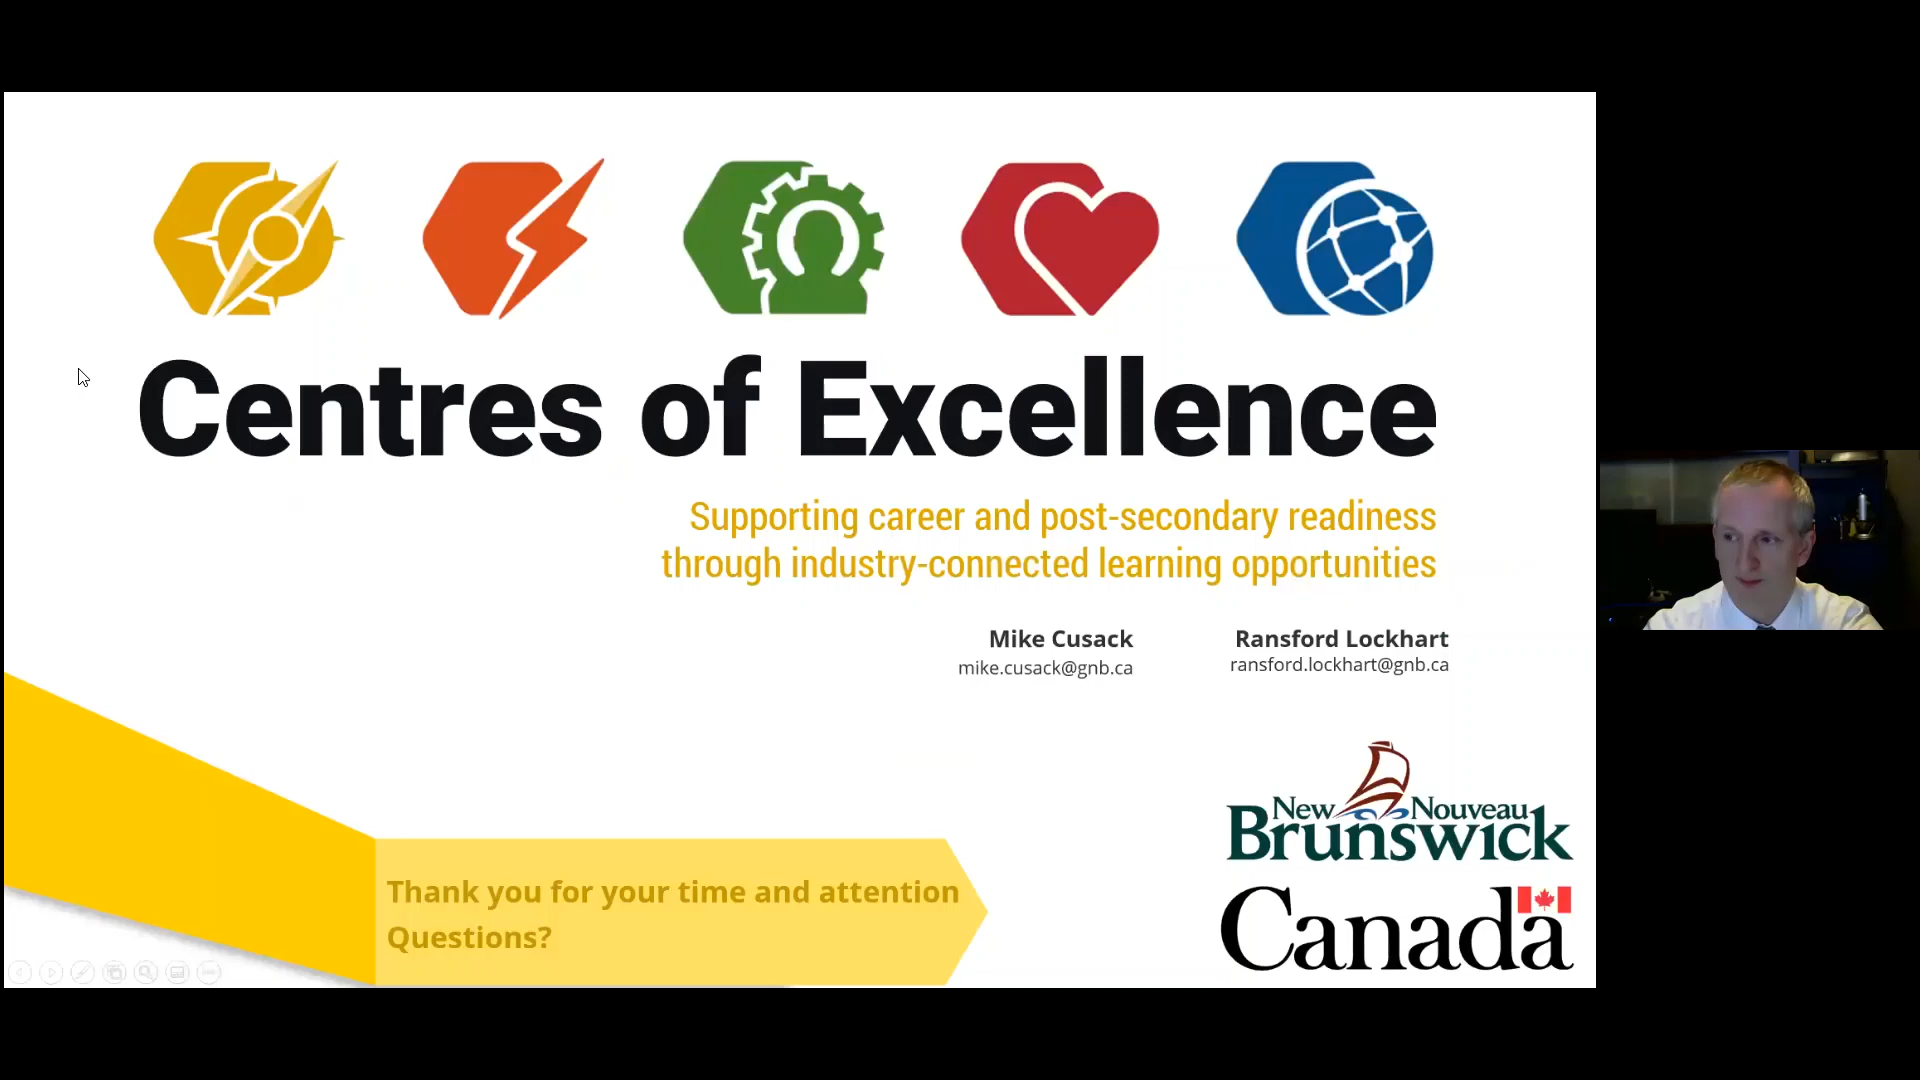 Centres of Excellence
Supporting career and post-secondary readiness
through industry-connected learning opportunities
Mike Cusack
mike.cusack@gnb.ca
Ransford Lockhart
ransford.lockhart@gnb.ca
New Nouveau
Brunswick
Canada
Thank you for your time and attention
Questions?